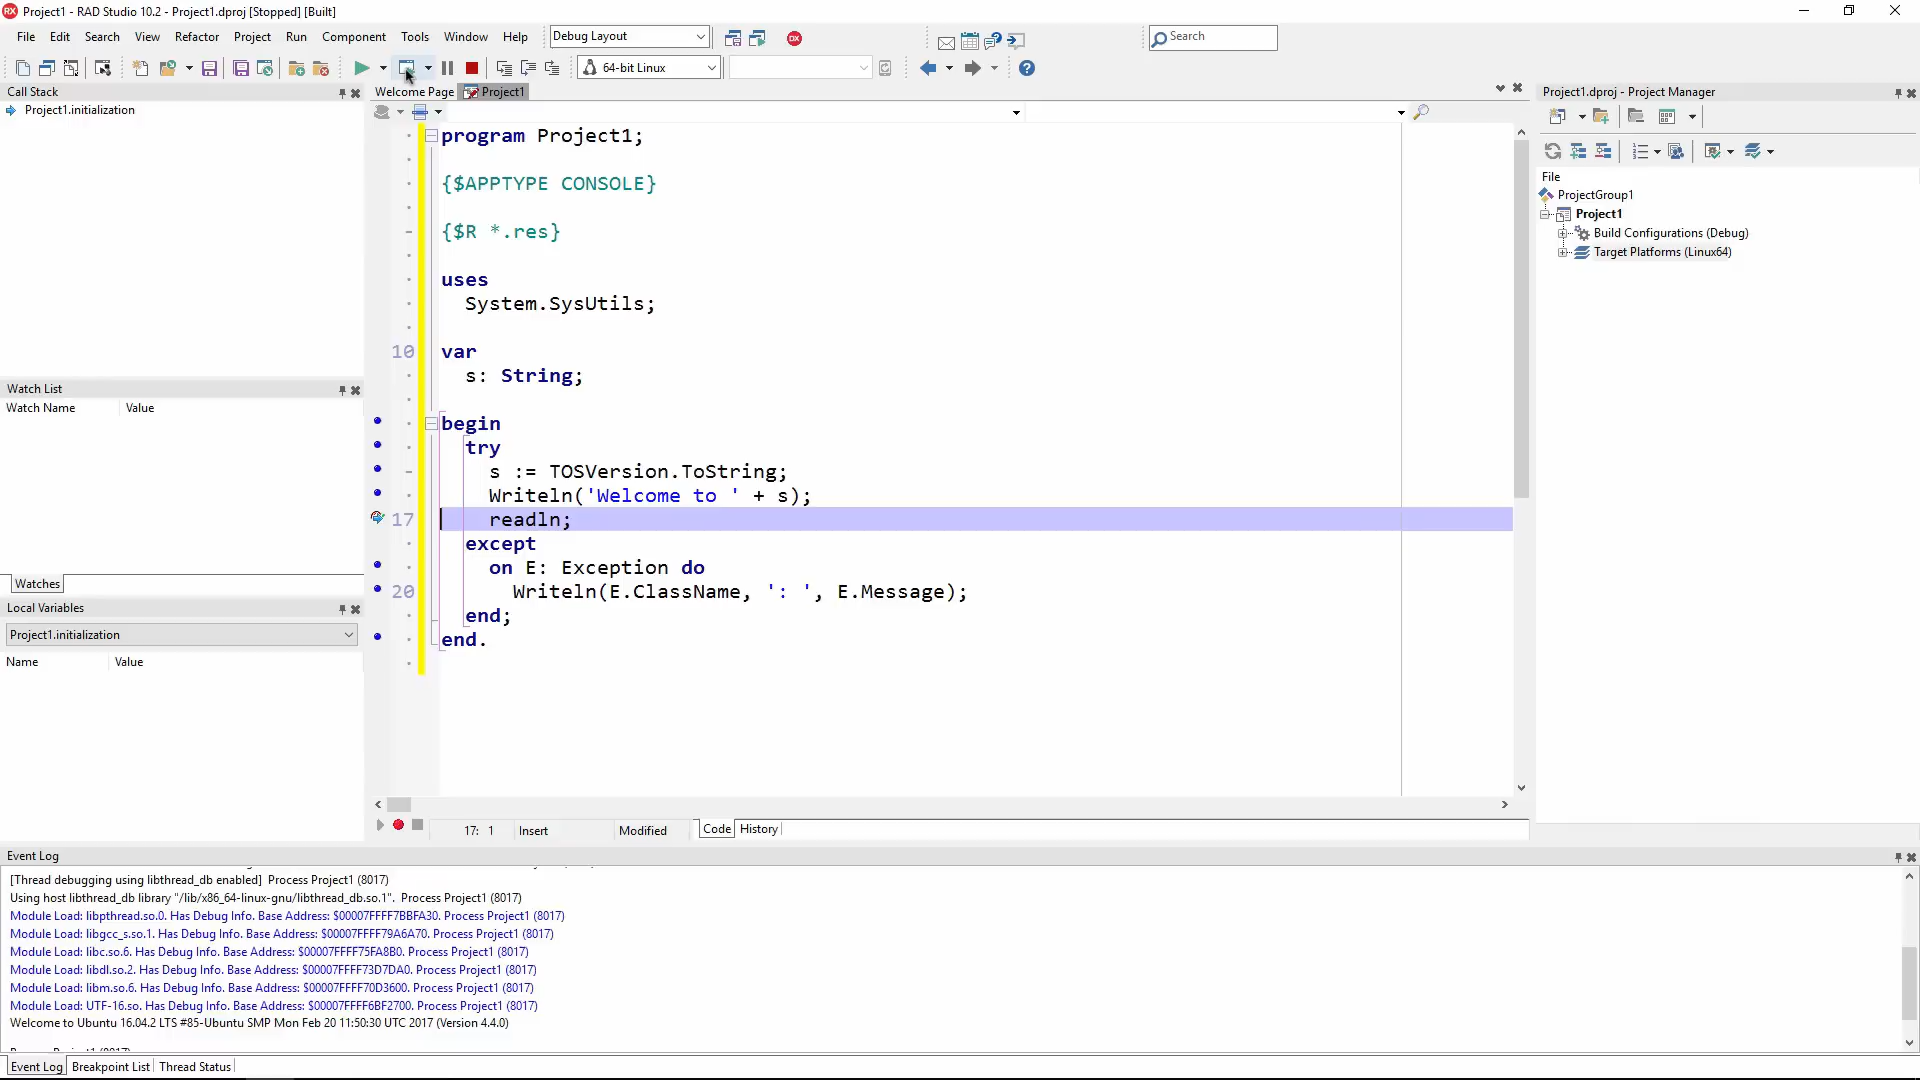 Project1 - RAD Studio 10.2 - Project1.dproj [Stopped] [Built]
File Edit Search View Refactor Project Run Component Tools Window Help
Debug Layout
Search
64-bit Linux
Call Stack
Project1.initialization
Watch List
Watch Name Value
Watches
Local Variables
Project1.initialization
Name Value
Welcome Page Project1
program Project1;
{$APPTYPE CONSOLE}
{$R *.res}
uses
System.SysUtils;
10 var
s: String;
begin
try
s := TOSVersion.ToString;
Writeln('Welcome to ' + s);
17 readln;
except
on E: Exception do
20 Writeln(E.ClassName, ': ', E.Message);
end;
end.
17: 1 Insert Modified Code History
Project1.dproj - Project Manager
File
ProjectGroup1
Project1
Build Configurations (Debug)
Target Platforms (Linux64)
Event Log
[Thread debugging using libthread_db enabled] Process Project1 (8017)
Using host libthread_db library "/lib/x86_64-linux-gnu/libthread_db.so.1". Process Project1 (8017)
Module Load: libpthread.so.0. Has Debug Info. Base Address: $00007FFFF7BBFA30. Process Project1 (8017)
Module Load: libgcc_s.so.1. Has Debug Info. Base Address: $00007FFFF79A6A70. Process Project1 (8017)
Module Load: libc.so.6. Has Debug Info. Base Address: $00007FFFF75FA8B0. Process Project1 (8017)
Module Load: libdl.so.2. Has Debug Info. Base Address: $00007FFFF73D7DA0. Process Project1 (8017)
Module Load: libm.so.6. Has Debug Info. Base Address: $00007FFFF70D3600. Process Project1 (8017)
Module Load: UTF-16.so. Has Debug Info. Base Address: $00007FFFF6BF2700. Process Project1 (8017)
Welcome to Ubuntu 16.04.2 LTS #85-Ubuntu SMP Mon Feb 20 11:50:30 UTC 2017 (Version 4.4.0)
Event Log Breakpoint List Thread Status